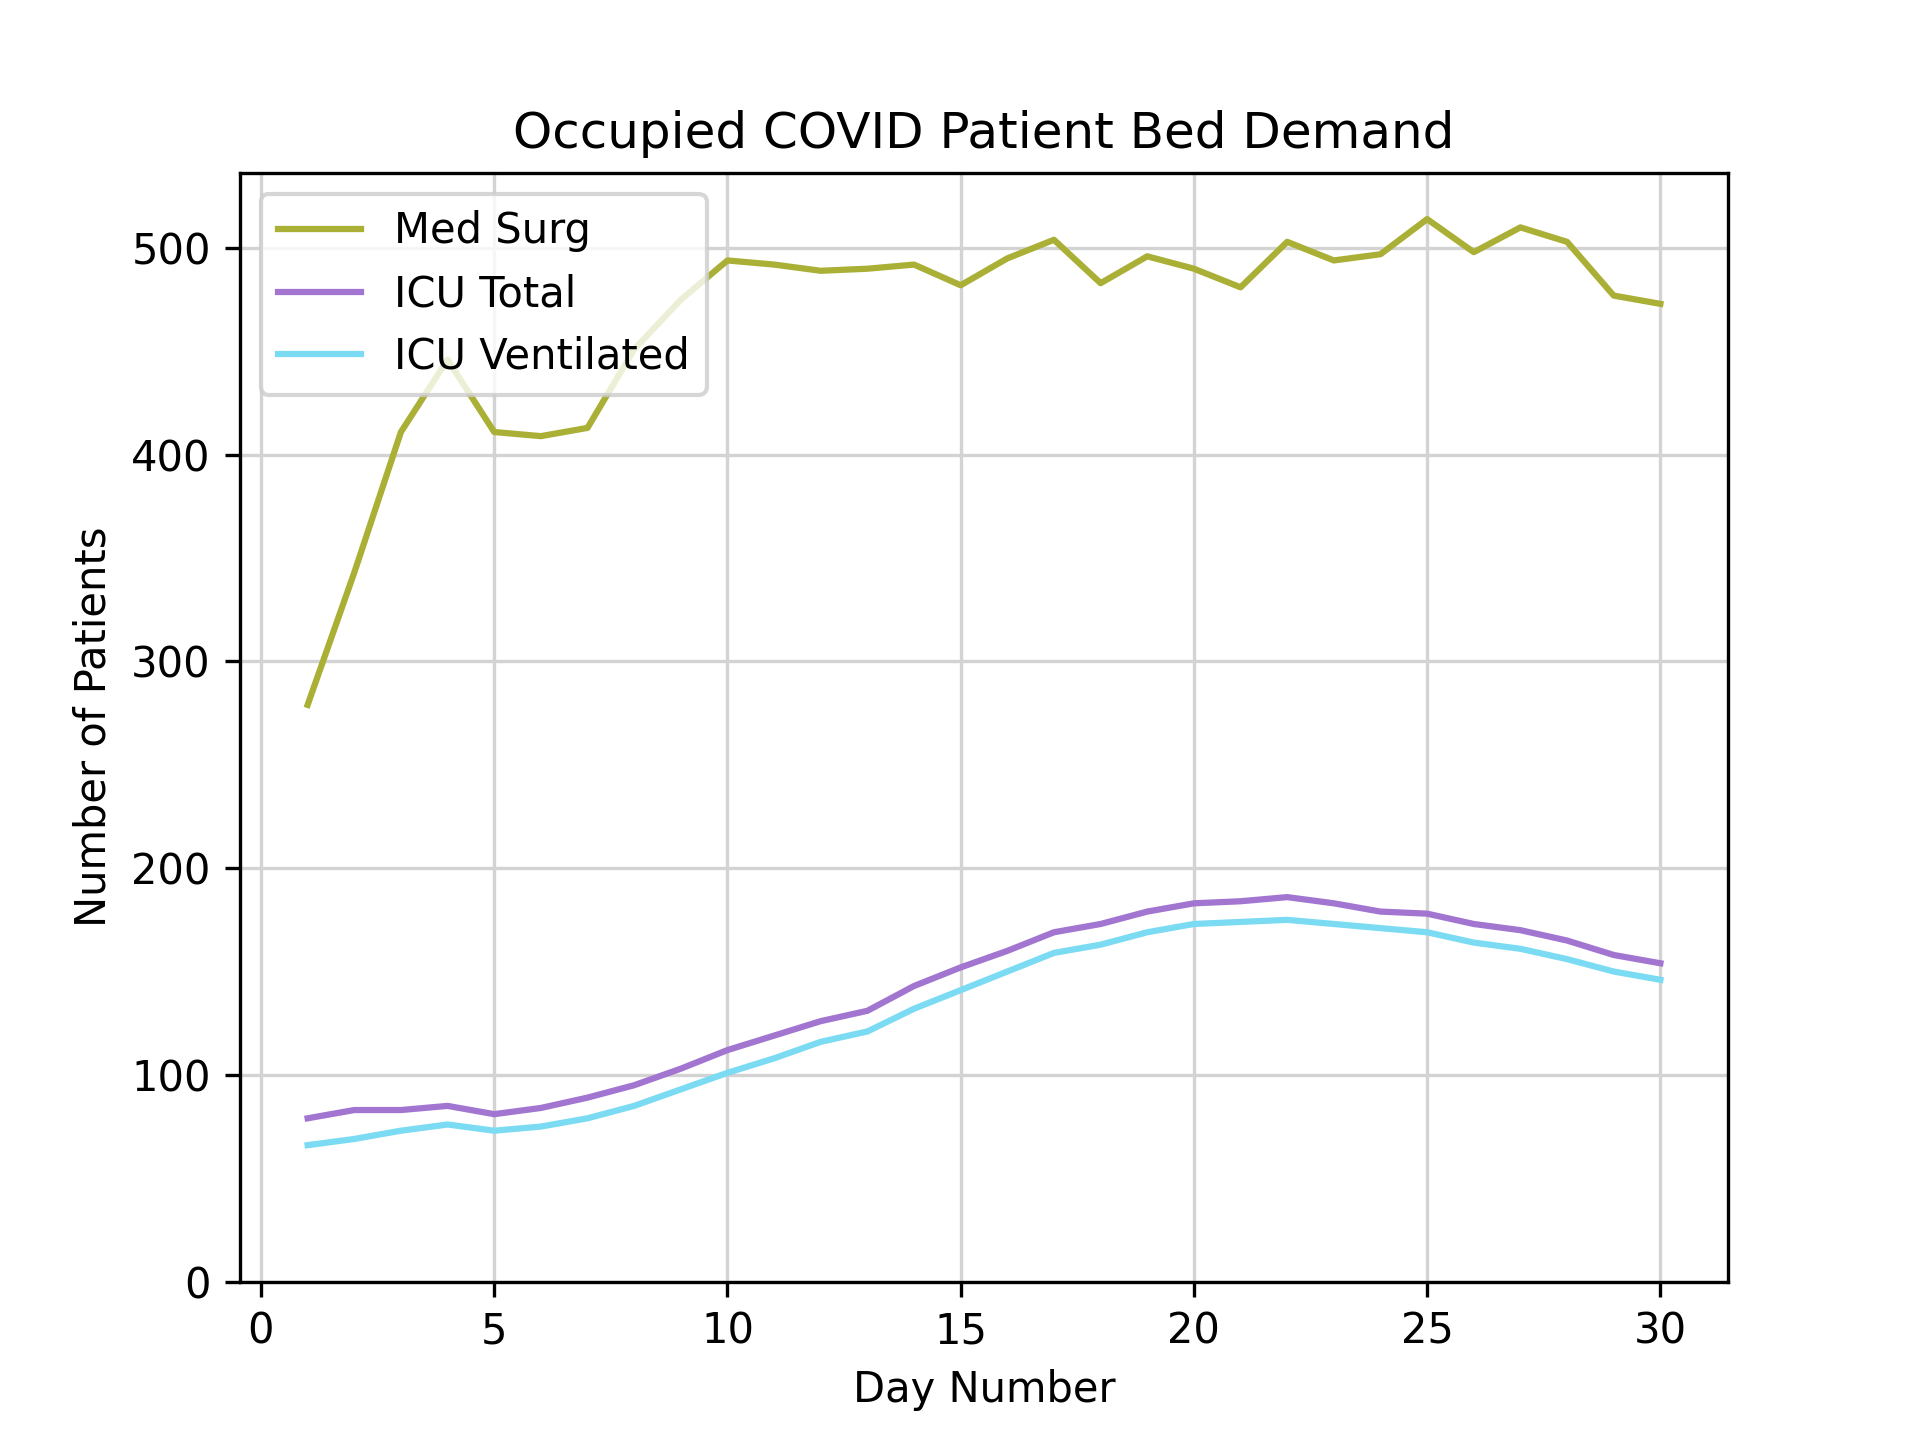 Occupied COVID Patient Bed Demand
Med Surg
ICU Total
ICU Ventilated
500
400
300
200
100
0
Number of Patients
0 5 10 15 20 25 30
Day Number